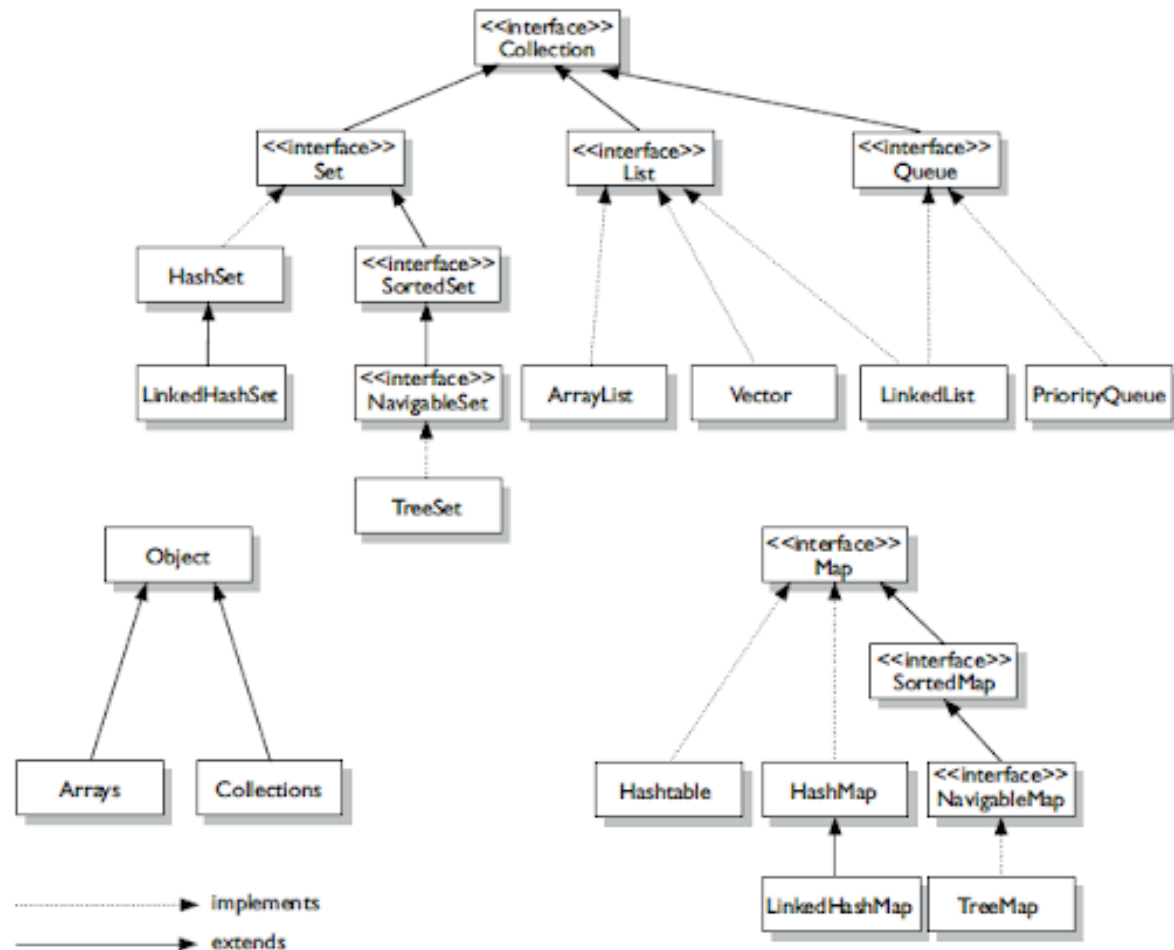 <<interface>>
Collection
<<interface>>
Set
<<interface>>
List
<<interface>>
Queue
HashSet
<<interface>>
SortedSet
LinkedHashSet
<<interface>>
NavigableSet
ArrayList
Vector
LinkedList
PriorityQueue
TreeSet
Object
<<interface>>
Map
<<interface>>
SortedMap
Arrays
Collections
Hashtable
HashMap
<<interface>>
NavigableMap
LinkedHashMap
TreeMap
implements
extends